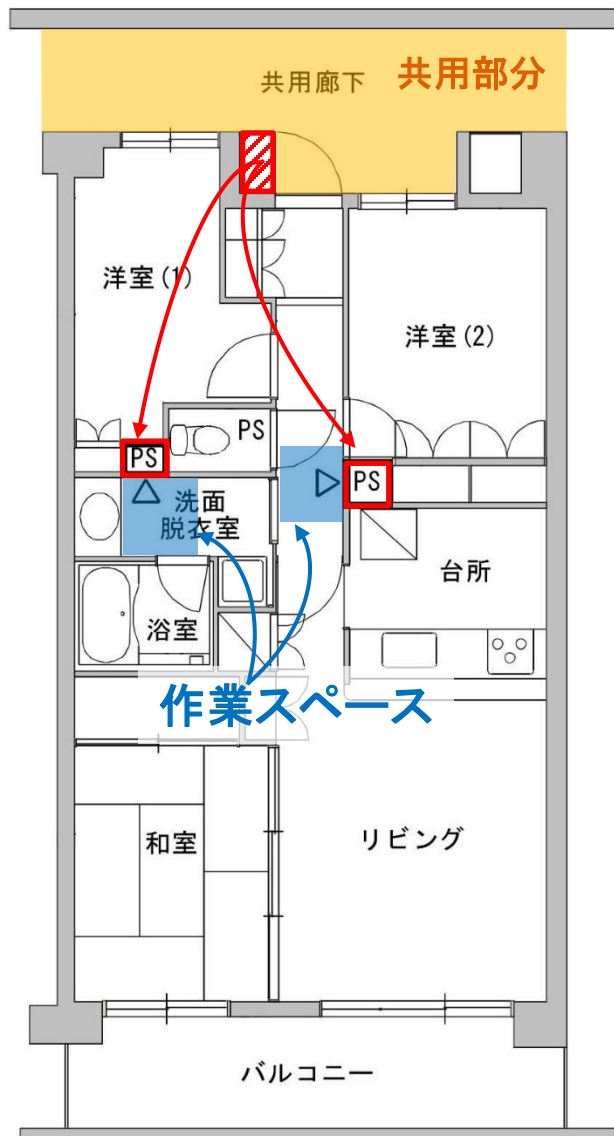 共用廊下 共用部分
洋室(1)
洋室(2)
PS
PS
PS
洗面
脱衣室
台所
浴室
作業スペース
和室
リビング
バルコニー